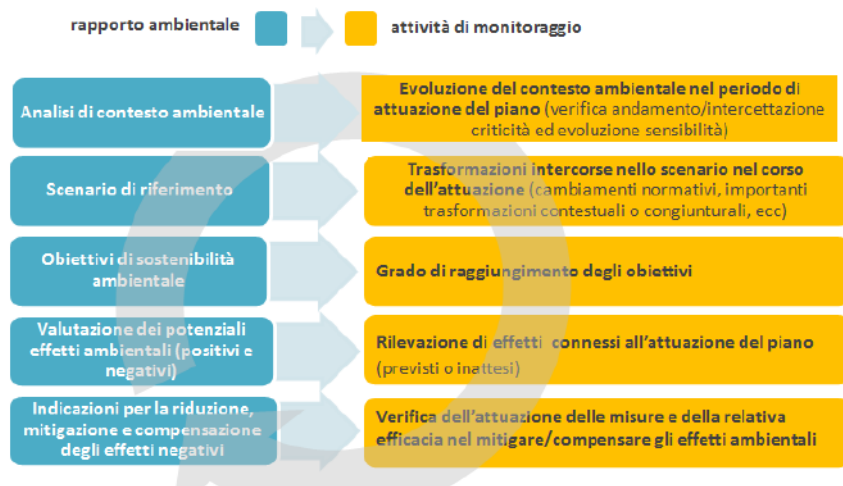 rapporto ambientale
attività di monitoraggio
Analisi di contesto ambientale
Evoluzione del contesto ambientale nel periodo di
attuazione del piano (verifica andamento/intercettazione
criticità ed evoluzione sensibilità)
Scenario di riferimento
Trasformazioni intercorse nello scenario nel corso
dell'attuazione (cambiamenti normativi, importanti
trasformazioni contestuali o congiunturali, ecc)
Obiettivi di sostenibilità
ambientale
Grado di raggiungimento degli obiettivi
Valutazione dei potenziali
effetti ambientali (positivi e
negativi)
Rilevazione di effetti connessi all'attuazione del piano
(previsti o inattesi)
Indicazioni per la riduzione,
mitigazione e compensazione
degli effetti negativi
Verifica dell'attuazione delle misure e della relativa
efficacia nel mitigare/compensare gli effetti ambientali